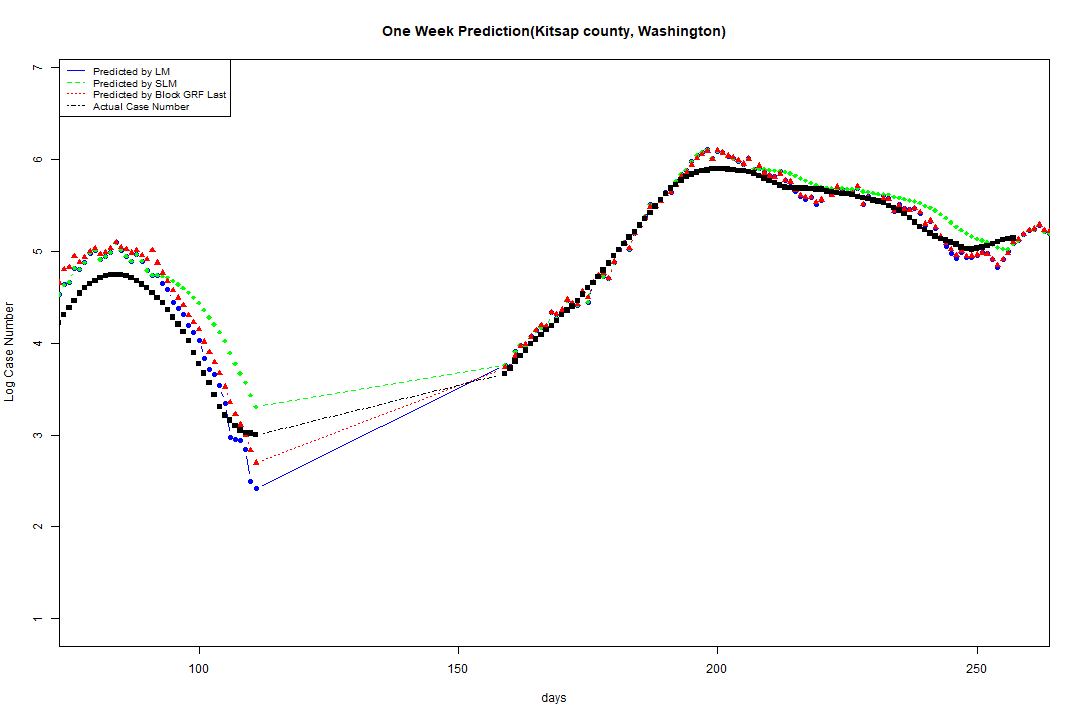 One Week Prediction(Kitsap county, Washington)
Predicted by LM
Predicted by SLM
Predicted by Block GRF Last
Actual Case Number
7
6
5
4
3
2
1
Log Case Number
100 150 200 250
days